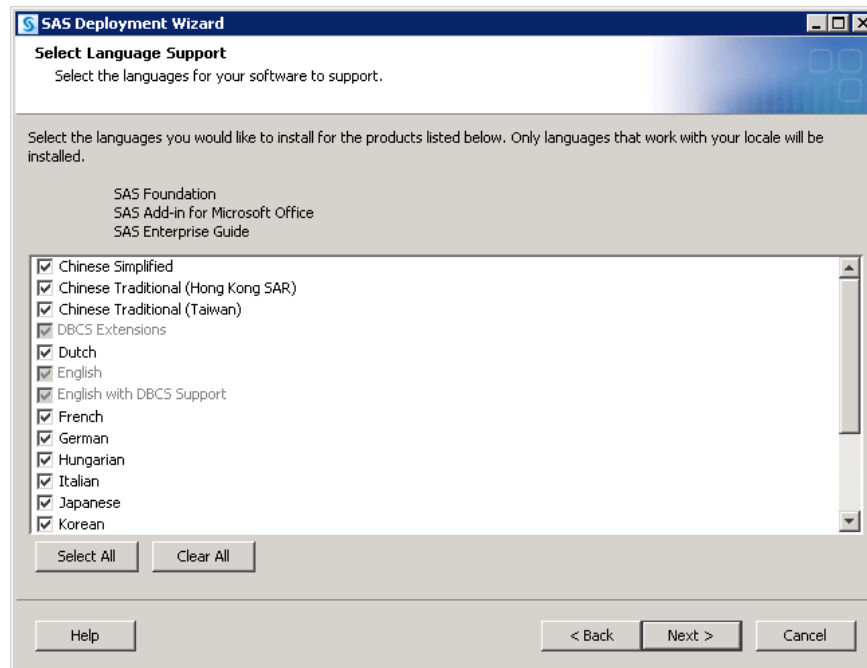 SAS Deployment Wizard
Select Language Support
Select the languages for your software to support.
Select the languages you would like to install for the products listed below. Only languages that work with your locale will be
installed.
SAS Foundation
SAS Add-in for Microsoft Office
SAS Enterprise Guide
Chinese Simplified
Chinese Traditional (Hong Kong SAR)
Chinese Traditional (Taiwan)
DBCS Extensions
Dutch
English
English with DBCS Support
French
German
Hungarian
Italian
Japanese
Korean
Select All Clear All
Help < Back Next > Cancel